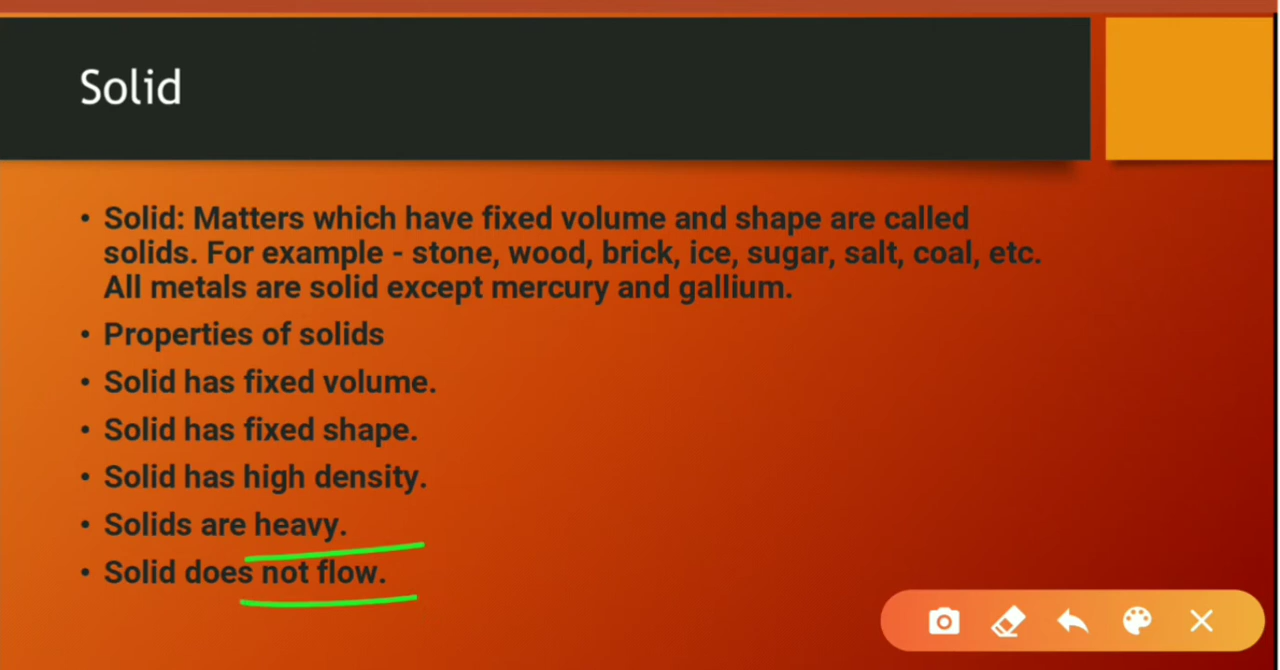 Solid
• Solid: Matters which have fixed volume and shape are called
solids. For example - stone, wood, brick, ice, sugar, salt, coal, etc.
All metals are solid except mercury and gallium.
• Properties of solids
• Solid has fixed volume.
• Solid has fixed shape.
• Solid has high density.
• Solids are heavy.
• Solid does not flow.